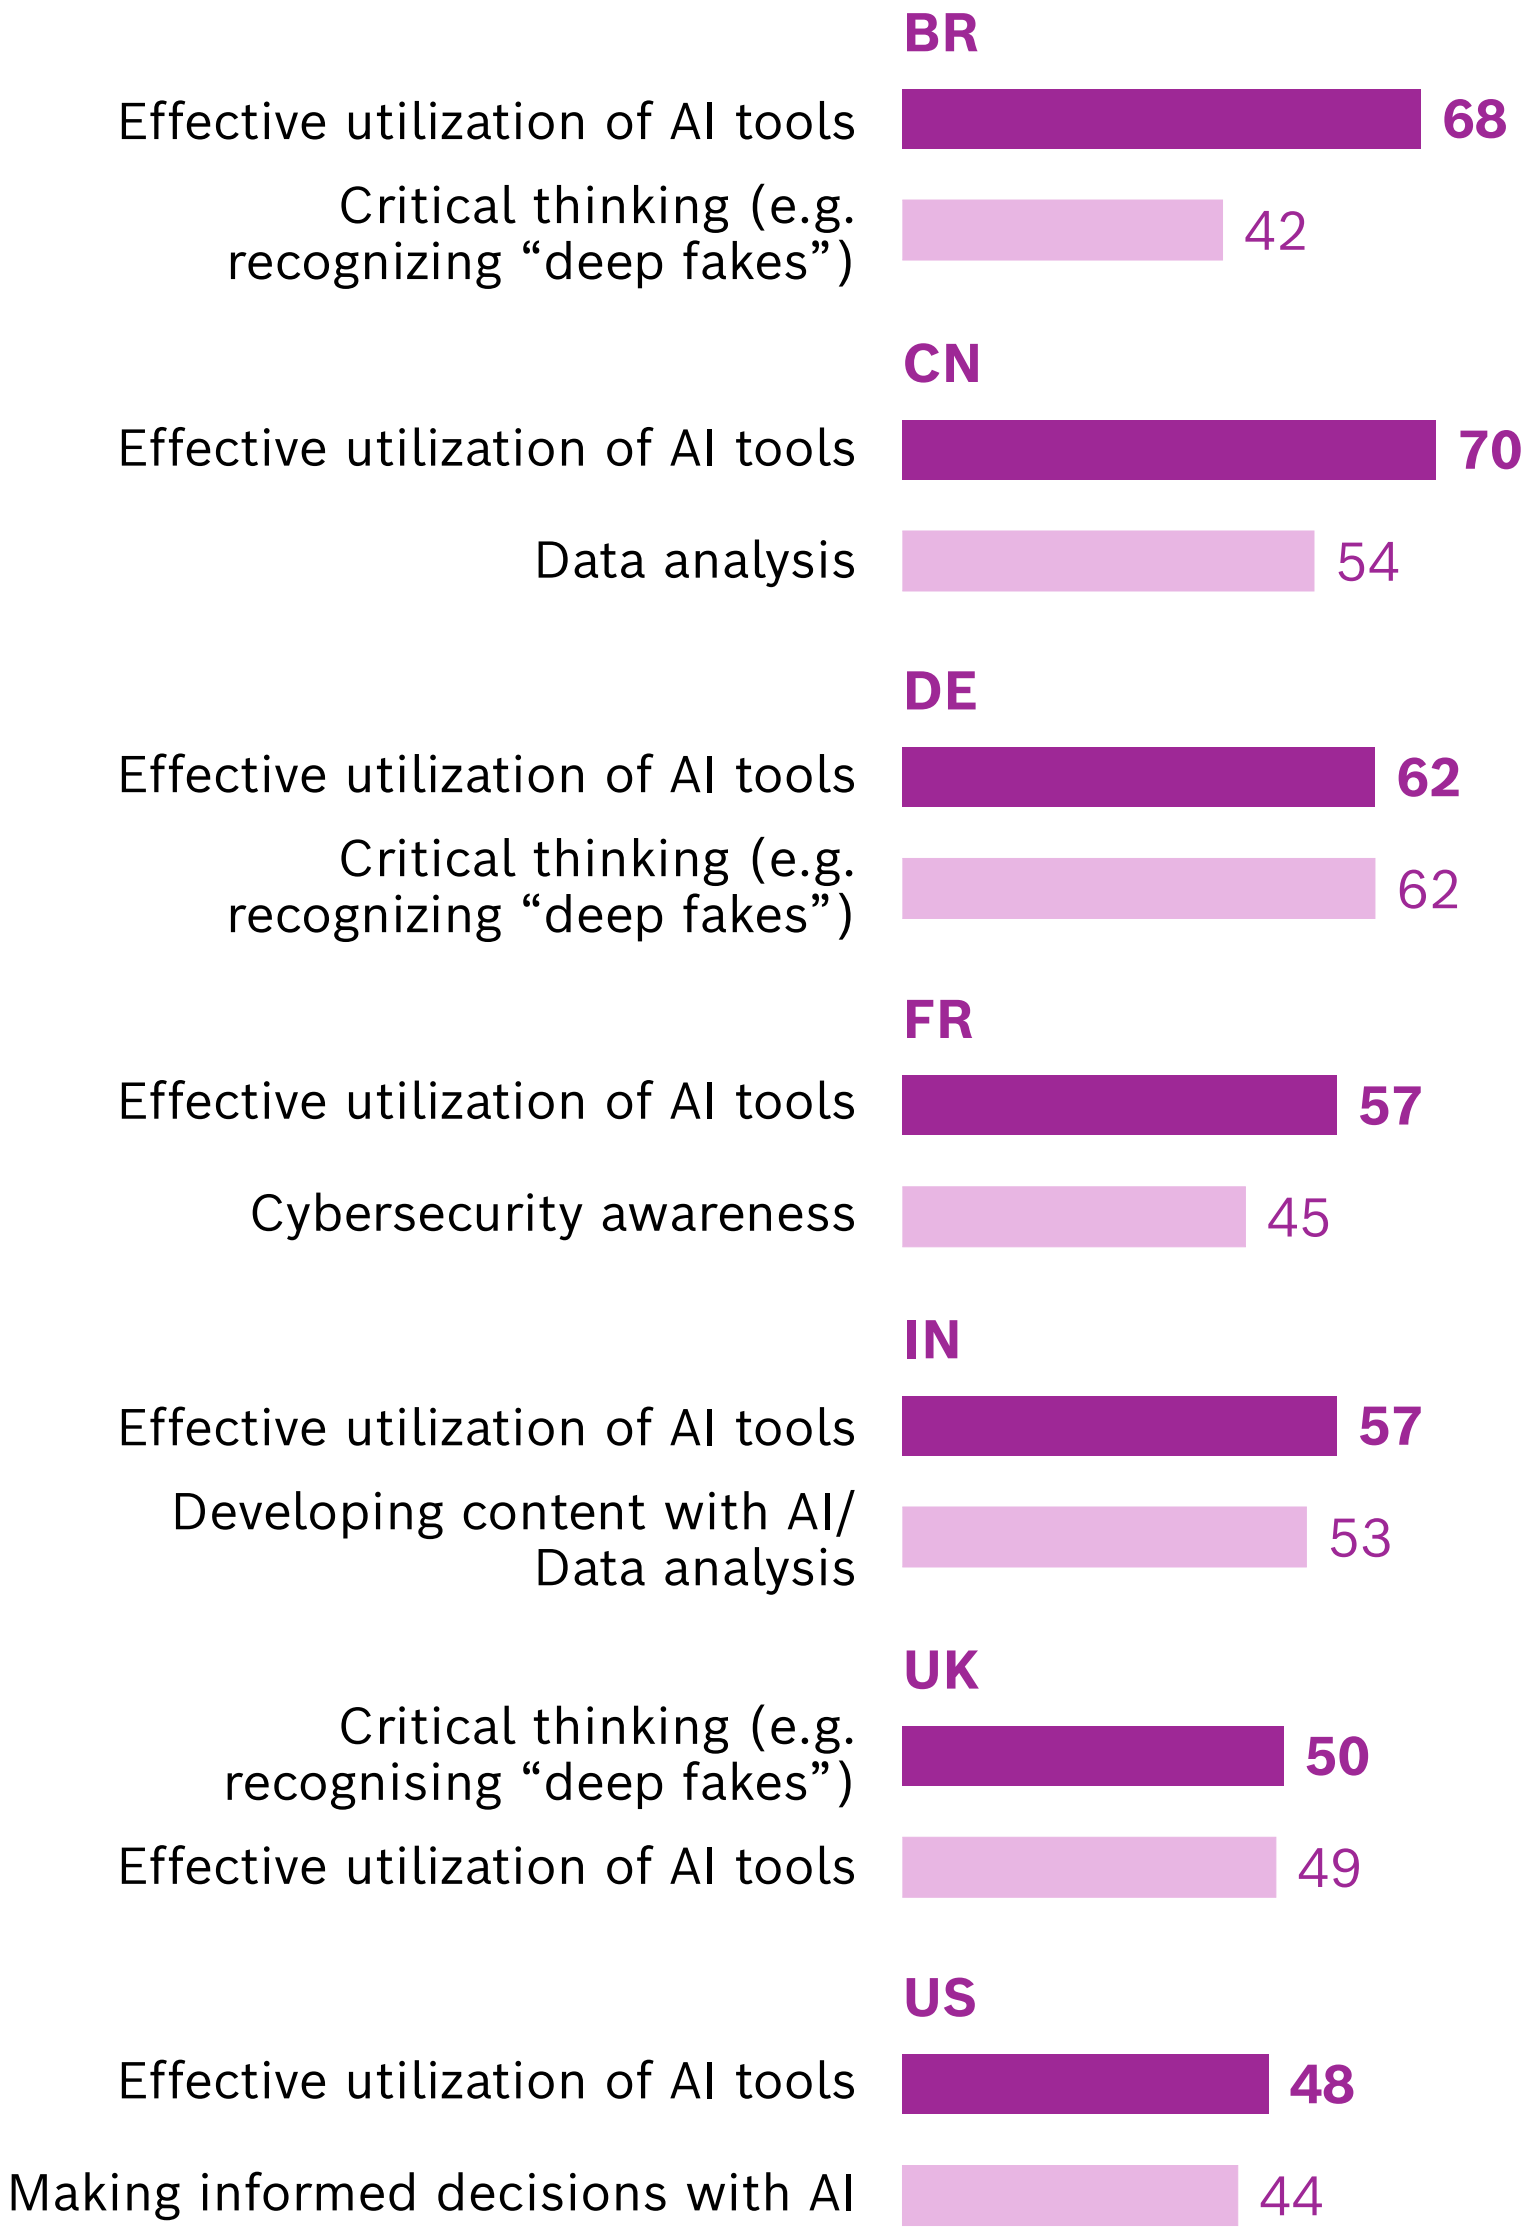 BR
Effective utilization of AI tools 68
Critical thinking (e.g.
recognizing “deep fakes”) 42
CN
Effective utilization of AI tools 70
Data analysis 54
DE
Effective utilization of AI tools 62
Critical thinking (e.g.
recognizing “deep fakes”) 62
FR
Effective utilization of AI tools 57
Cybersecurity awareness 45
IN
Effective utilization of AI tools 57
Developing content with AI/
Data analysis 53
UK
Critical thinking (e.g.
recognising “deep fakes”) 50
Effective utilization of AI tools 49
US
Effective utilization of AI tools 48
Making informed decisions with AI 44